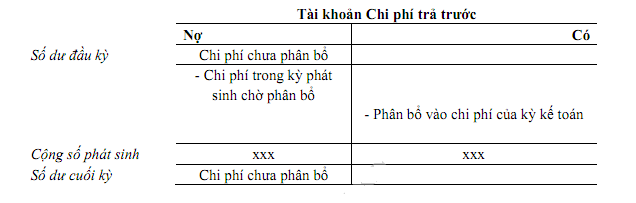 Tài khoản Chi phí trả trước
Nợ Có
Số dư đầu kỳ Chi phí chưa phân bổ
- Chi phí trong kỳ phát
sinh chờ phân bổ
- Phân bổ vào chi phí của kỳ kế toán
Cộng số phát sinh xxx xxx
Số dư cuối kỳ Chi phí chưa phân bổ